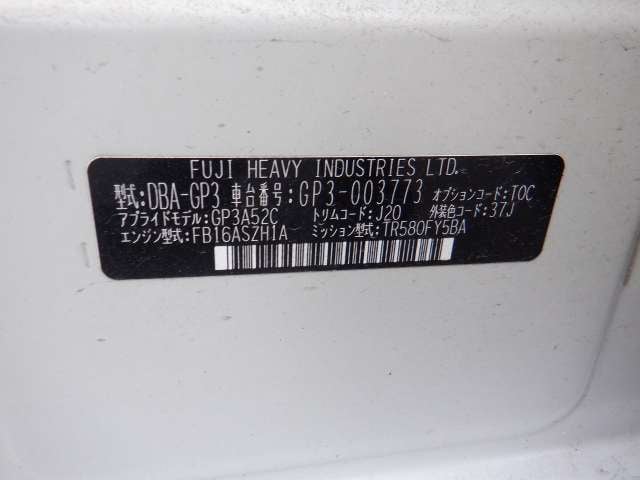 FUJI HEAVY INDUSTRIES LTD.
型式:DBA-GP3 車台番号:GP3-003773 オプションコード:TOC
アプライドモデル:GP3A52C トリムコード:J20 外装色コード:37J
エンジン型式:FB16ASZH1A ミッション型式:TR580FY5BA